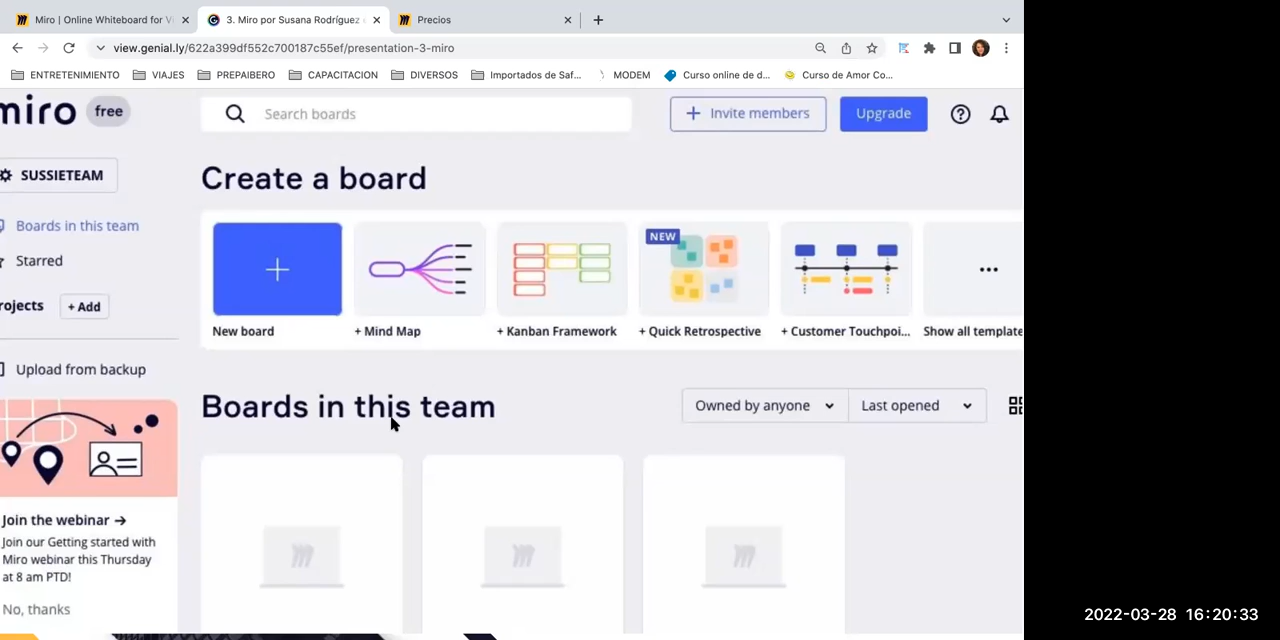 Miro | Online Whiteboard for Vi
3. Miro por Susana Rodríguez
Precios
view.genial.ly/622a399df552c700187c55ef/presentation-3-miro
ENTRETENIMIENTO
VIAJES
PREPAIBERO
CAPACITACION
DIVERSOS
Importados de Saf...
MODEM
Curso online de d...
Curso de Amor Co...
miro
free
Search boards
+ Invite members
Upgrade
SUSSIETEAM
Boards in this team
Starred
rojects
+ Add
Upload from backup
Join the webinar →
Join our Getting started with
Miro webinar this Thursday
at 8 am PTD!
No, thanks
Create a board
NEW
New board
+ Mind Map
+ Kanban Framework
+ Quick Retrospective
+ Customer Touchpoi...
Show all template
Boards in this team
Owned by anyone
Last opened
2022-03-28 16:20:33